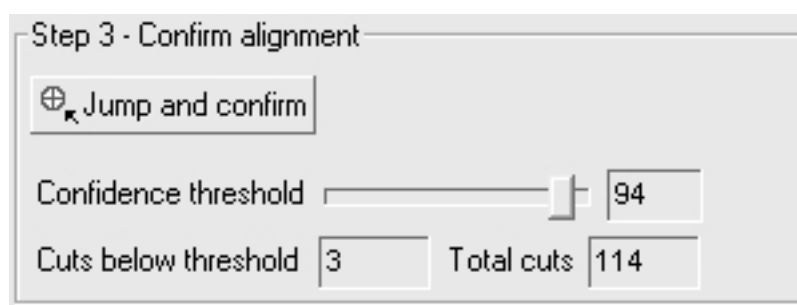 Step 3 - Confirm alignment
Jump and confirm
Confidence threshold 94
Cuts below threshold 3 Total cuts 114